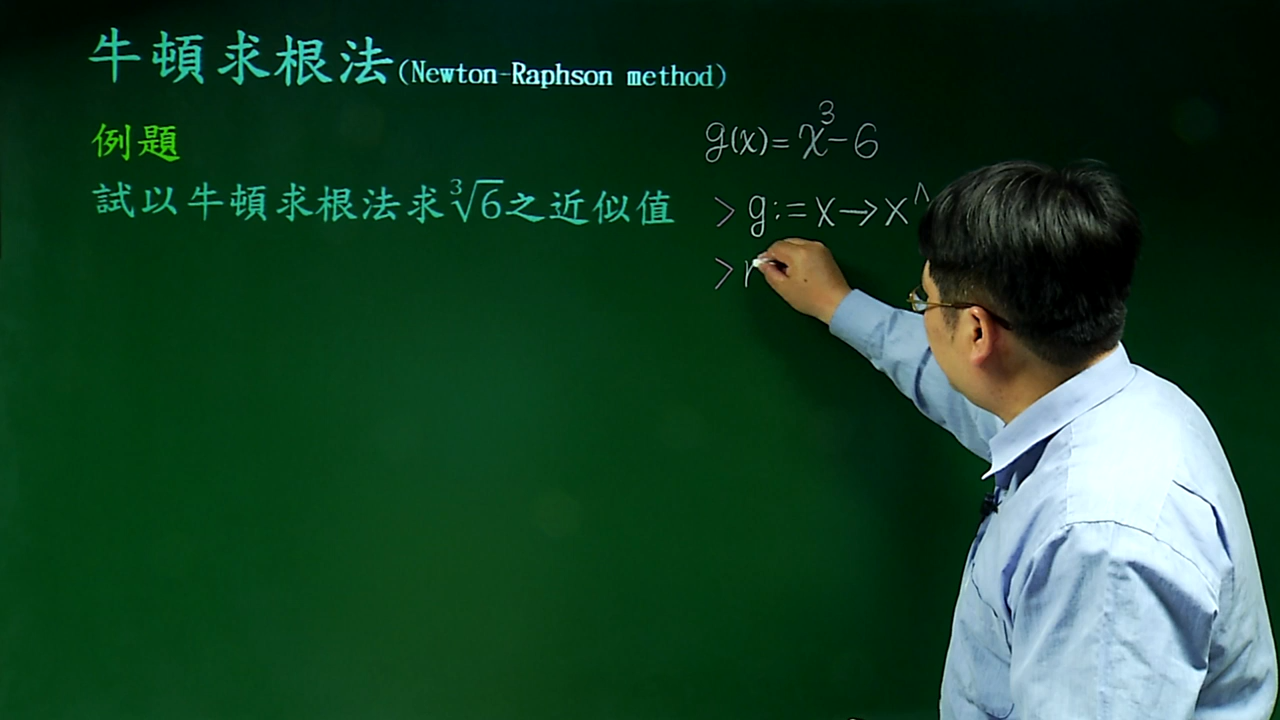 牛頓求根法(Newton-Raphson method)
例題
試以牛頓求根法求∛6之近似值
g(x)=x³-6
>g:=x→x^
>